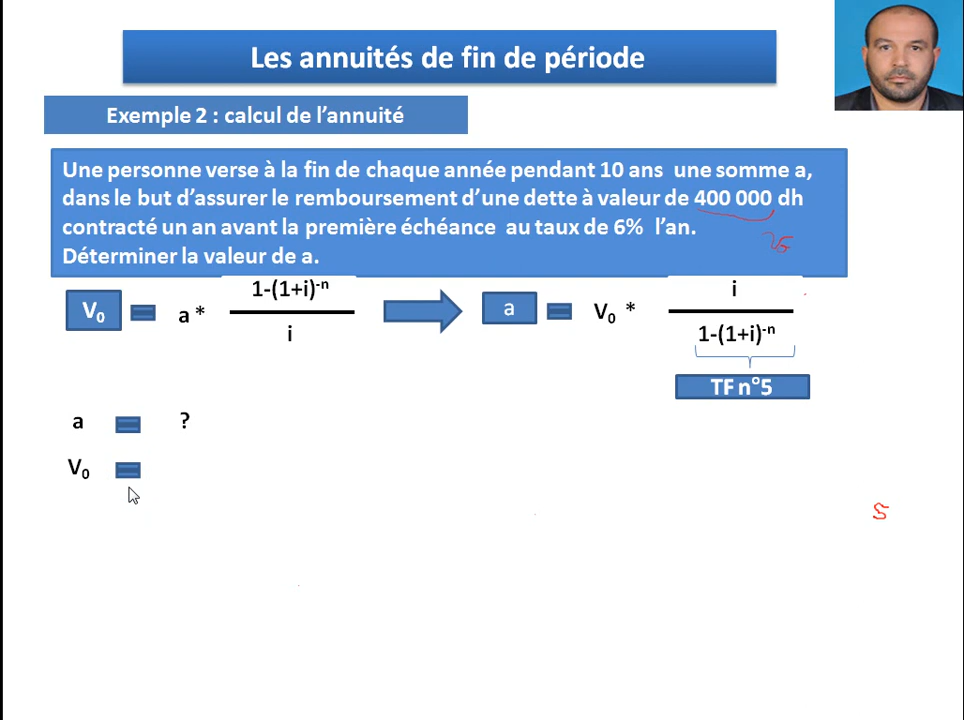 Les annuités de fin de période
Exemple 2 : calcul de l'annuité
Une personne verse à la fin de chaque année pendant 10 ans une somme a,
dans le but d'assurer le remboursement d'une dette à valeur de 400 000 dh
contracté un an avant la première échéance au taux de 6% l'an.
Déterminer la valeur de a.
V₀ = a * 1-(1+i)⁻ⁿ / i
a = V₀ * i / 1-(1+i)⁻ⁿ
TF n°5
a = ?
V₀ =